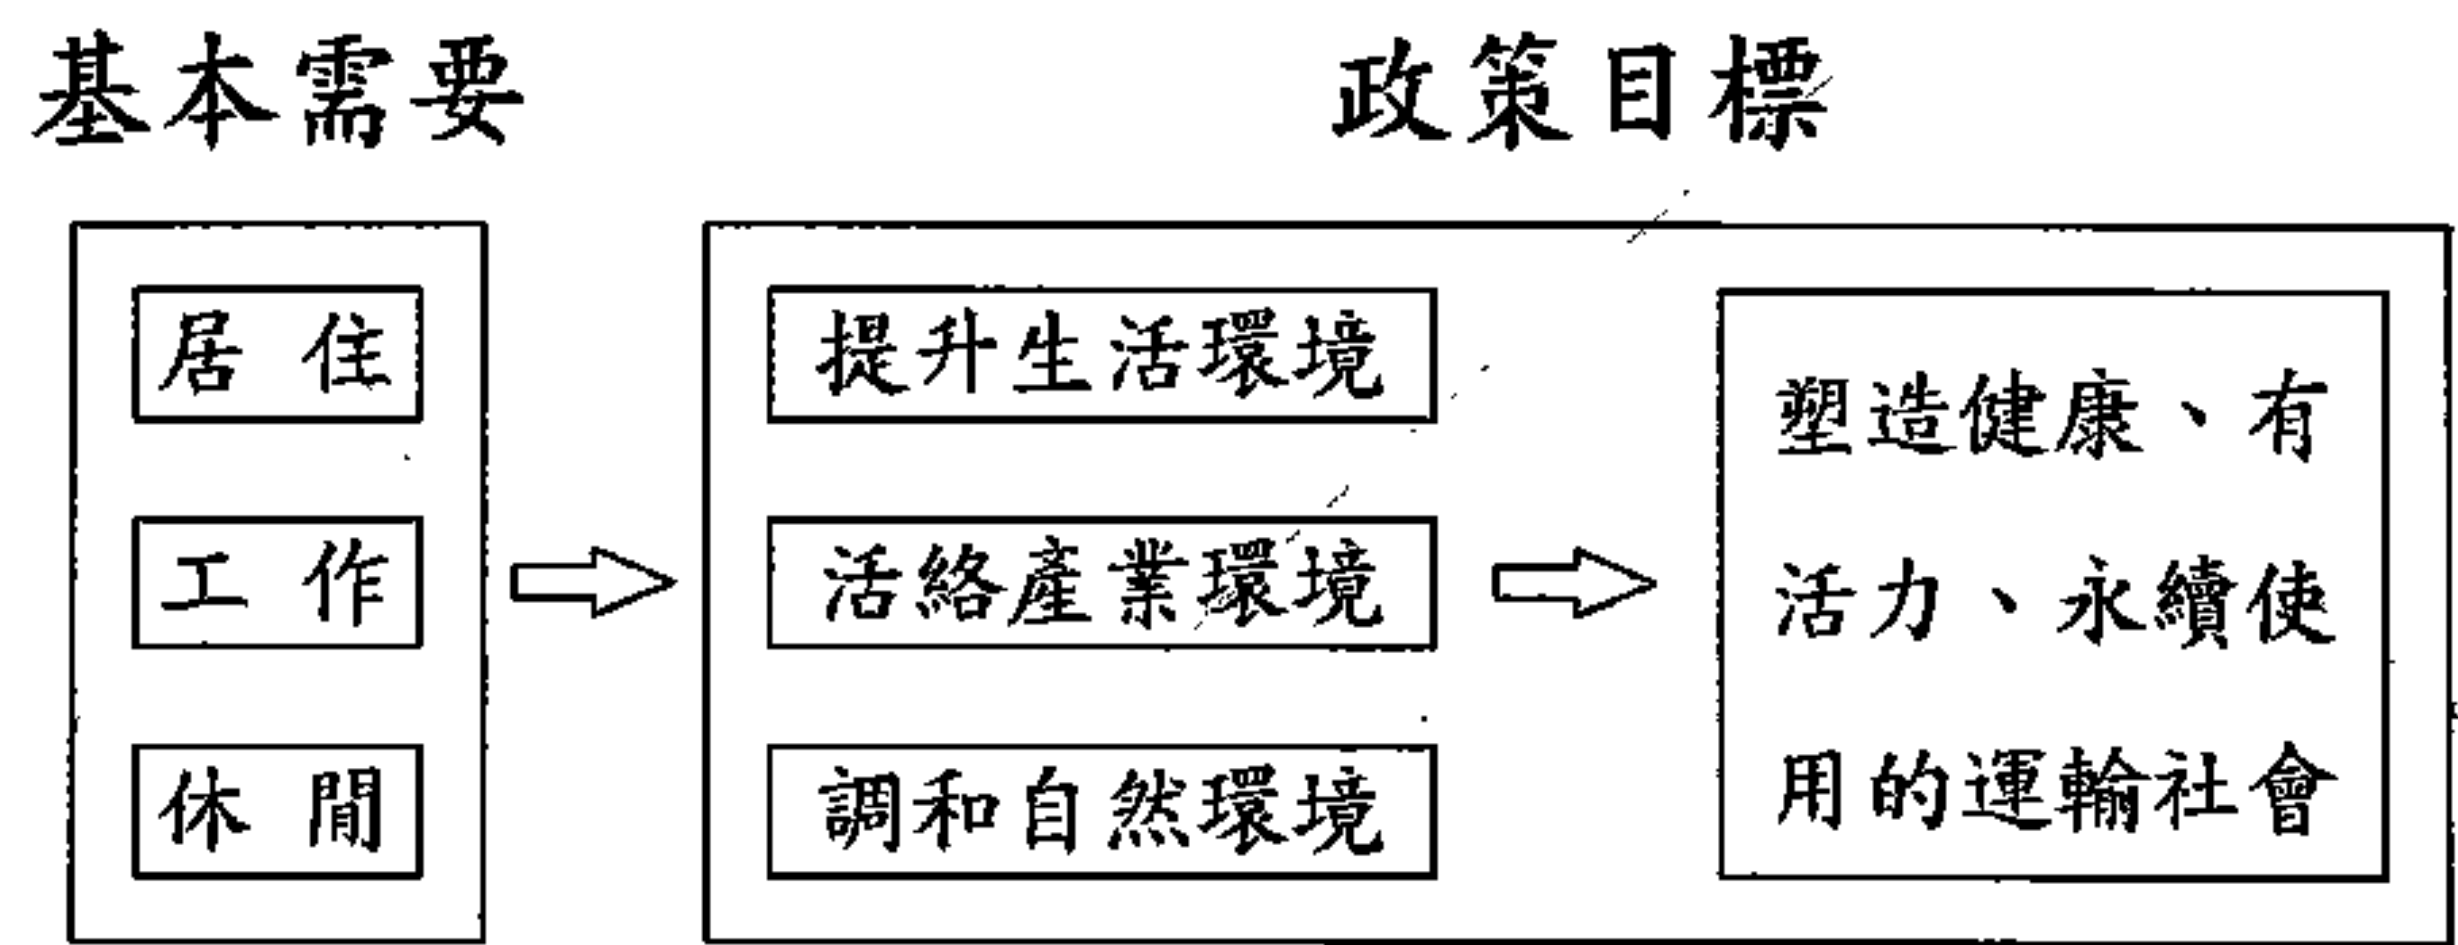 基本需要
政策目標
居住
工作
休閒
提升生活環境
活絡產業環境
調和自然環境
塑造健康、有
活力、永續使
用的運輸社會